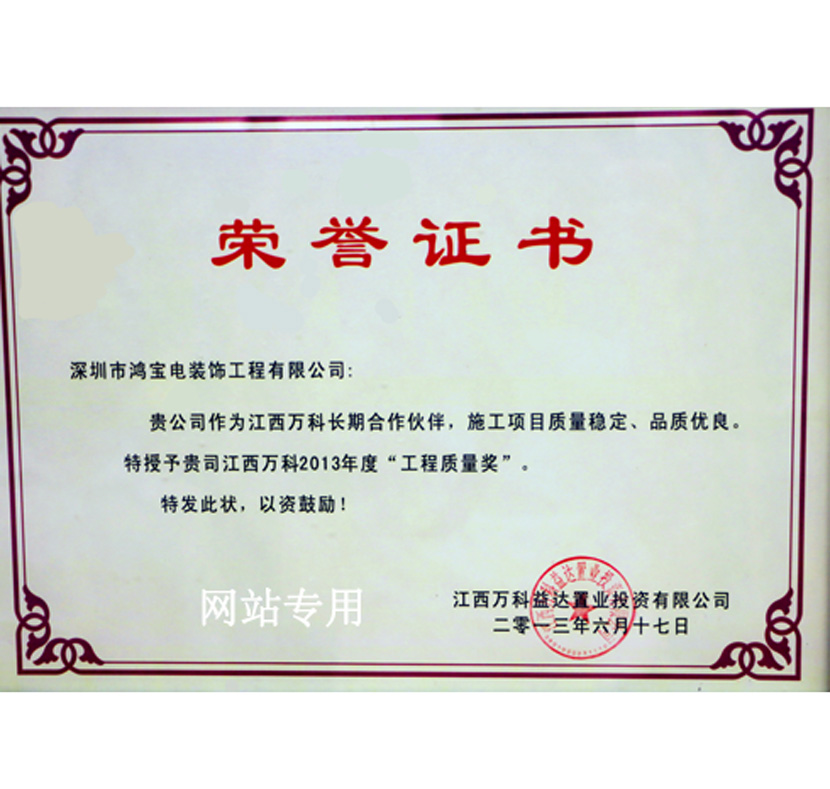 荣誉证书
深圳市鸿宝电装饰工程有限公司:
贵公司作为江西万科长期合作伙伴，施工项目质量稳定、品质优良。
特授予贵司江西万科2013年度“工程质量奖”。
特发此状，以资鼓励！
网站专用
江西万科益达置业投资有限公司
二零一三年六月十七日